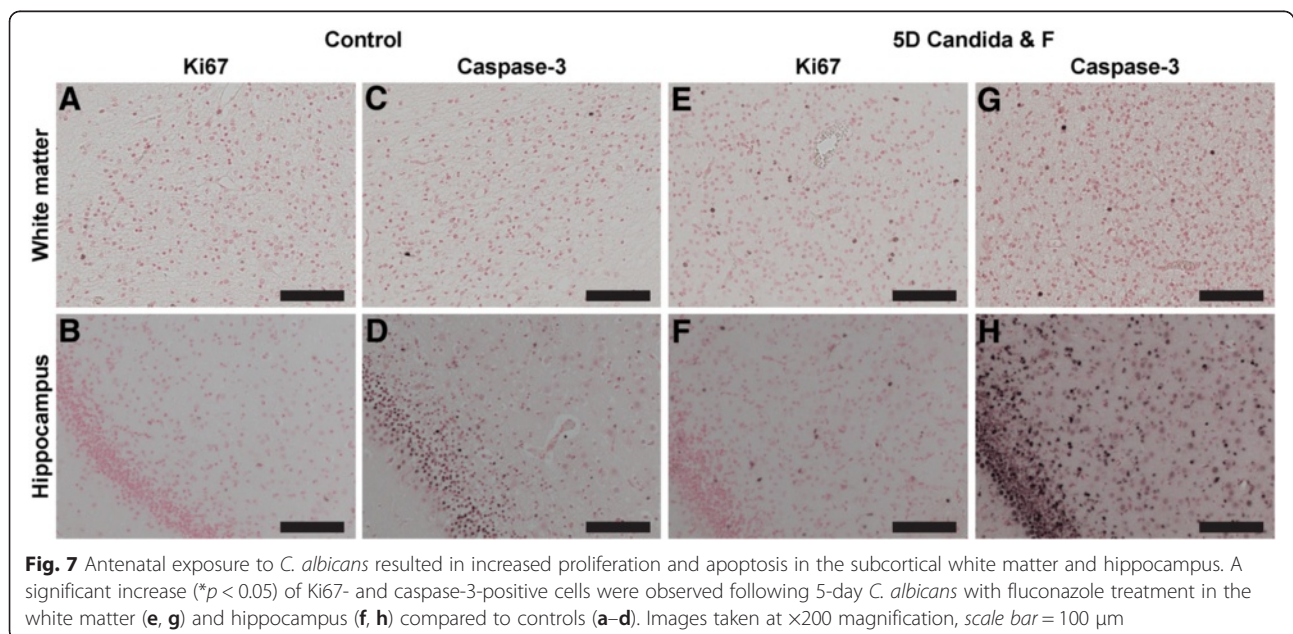 Control
5D Candida & F
Ki67
Caspase-3
Ki67
Caspase-3
White matter
A
C
E
G
Hippocampus
B
D
F
H
Fig. 7 Antenatal exposure to C. albicans resulted in increased proliferation and apoptosis in the subcortical white matter and hippocampus. A
significant increase (*p < 0.05) of Ki67- and caspase-3-positive cells were observed following 5-day C. albicans with fluconazole treatment in the
white matter (e, g) and hippocampus (f, h) compared to controls (a–d). Images taken at ×200 magnification, scale bar = 100 μm